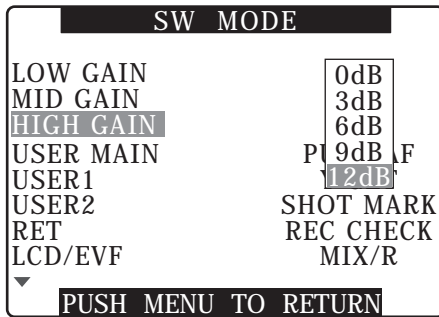 SW MODE
LOW GAIN 0dB
MID GAIN 3dB
HIGH GAIN 6dB
USER MAIN 9dB
USER1 12dB
USER2 SHOT MARK
RET REC CHECK
LCD/EVF MIX/R
PUSH MENU TO RETURN